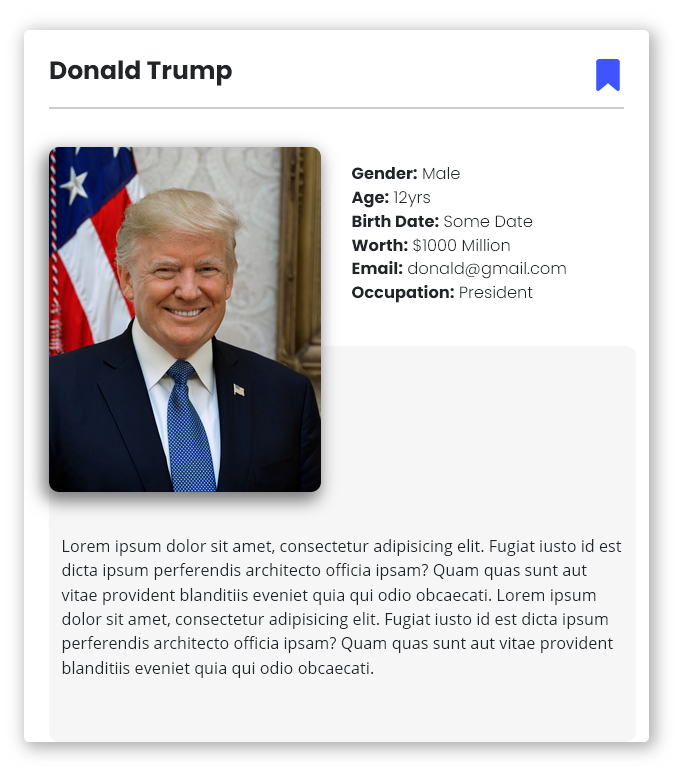 Donald Trump
Gender: Male
Age: 12yrs
Birth Date: Some Date
Worth: $1000 Million
Email: donald@gmail.com
Occupation: President
Lorem ipsum dolor sit amet, consectetur adipisicing elit. Fugiat iusto id est
dicta ipsum perferendis architecto officia ipsam? Quam quas sunt aut
vitae provident blanditiis eveniet quia qui odio obcaecati. Lorem ipsum
dolor sit amet, consectetur adipisicing elit. Fugiat iusto id est dicta ipsum
perferendis architecto officia ipsam? Quam quas sunt aut vitae provident
blanditiis eveniet quia qui odio obcaecati.